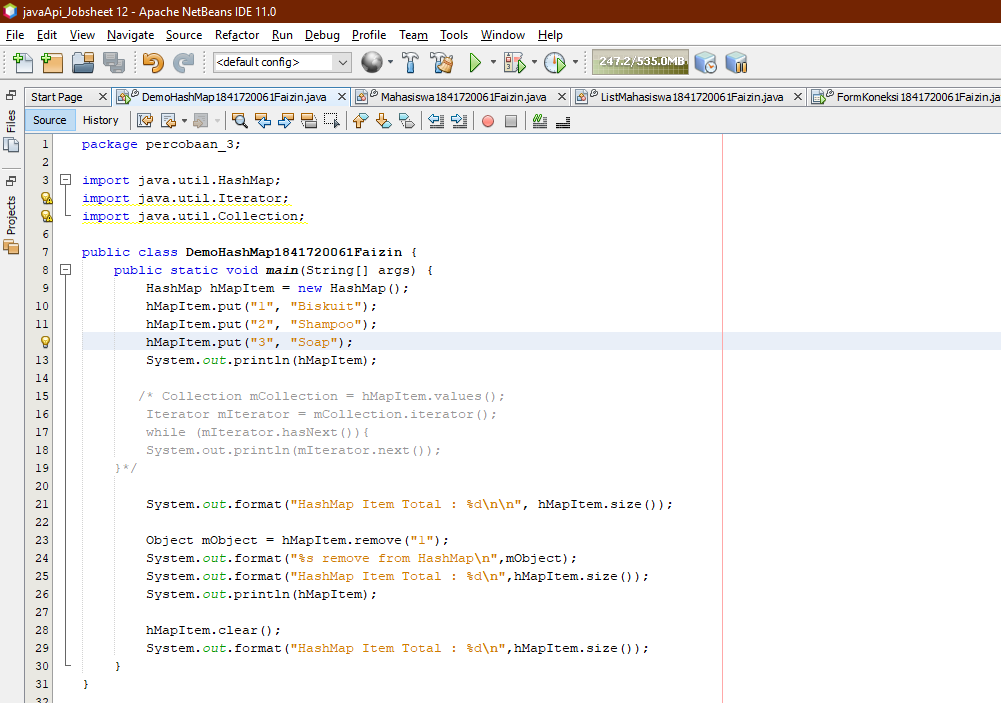 javaApi_Jobsheet 12 - Apache NetBeans IDE 11.0
File Edit View Navigate Source Refactor Run Debug Profile Team Tools Window Help
<default config> 247.2/535.0MB
Start Page DemoHashMap1841720061Faizin.java Mahasiswa1841720061Faizin.java ListMahasiswa1841720061Faizin.java FormKoneksi1841720061Faizin.ja
Source History
Files
Projects
1 package percobaan_3;
2
3 import java.util.HashMap;
import java.util.Iterator;
import java.util.Collection;
6
7 public class DemoHashMap1841720061Faizin {
8 public static void main(String[] args) {
9 HashMap hMapItem = new HashMap();
10 hMapItem.put("1", "Biskuit");
11 hMapItem.put("2", "Shampoo");
hMapItem.put("3", "Soap");
13 System.out.println(hMapItem);
14
15 /* Collection mCollection = hMapItem.values();
16 Iterator mIterator = mCollection.iterator();
17 while (mIterator.hasNext()){
18 System.out.println(mIterator.next());
19 }*/
20
21 System.out.format("HashMap Item Total : %d\n\n", hMapItem.size());
22
23 Object mObject = hMapItem.remove("1");
24 System.out.format("%s remove from HashMap\n",mObject);
25 System.out.format("HashMap Item Total : %d\n",hMapItem.size());
26 System.out.println(hMapItem);
27
28 hMapItem.clear();
29 System.out.format("HashMap Item Total : %d\n",hMapItem.size());
30 }
31 }
32